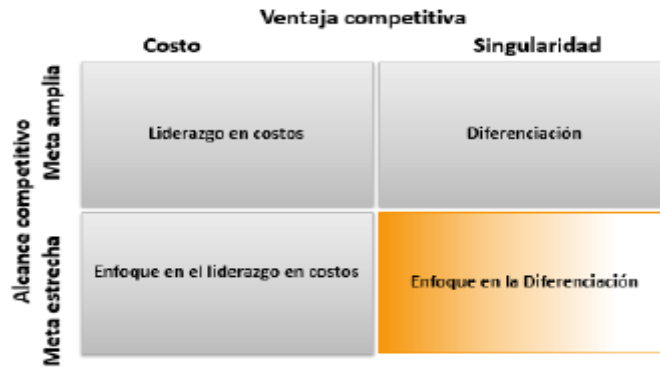 Ventaja competitiva
Costo
Singularidad
Alcance competitivo
Meta amplia
Liderazgo en costos
Diferenciación
Meta estrecha
Enfoque en el liderazgo en costos
Enfoque en la Diferenciación